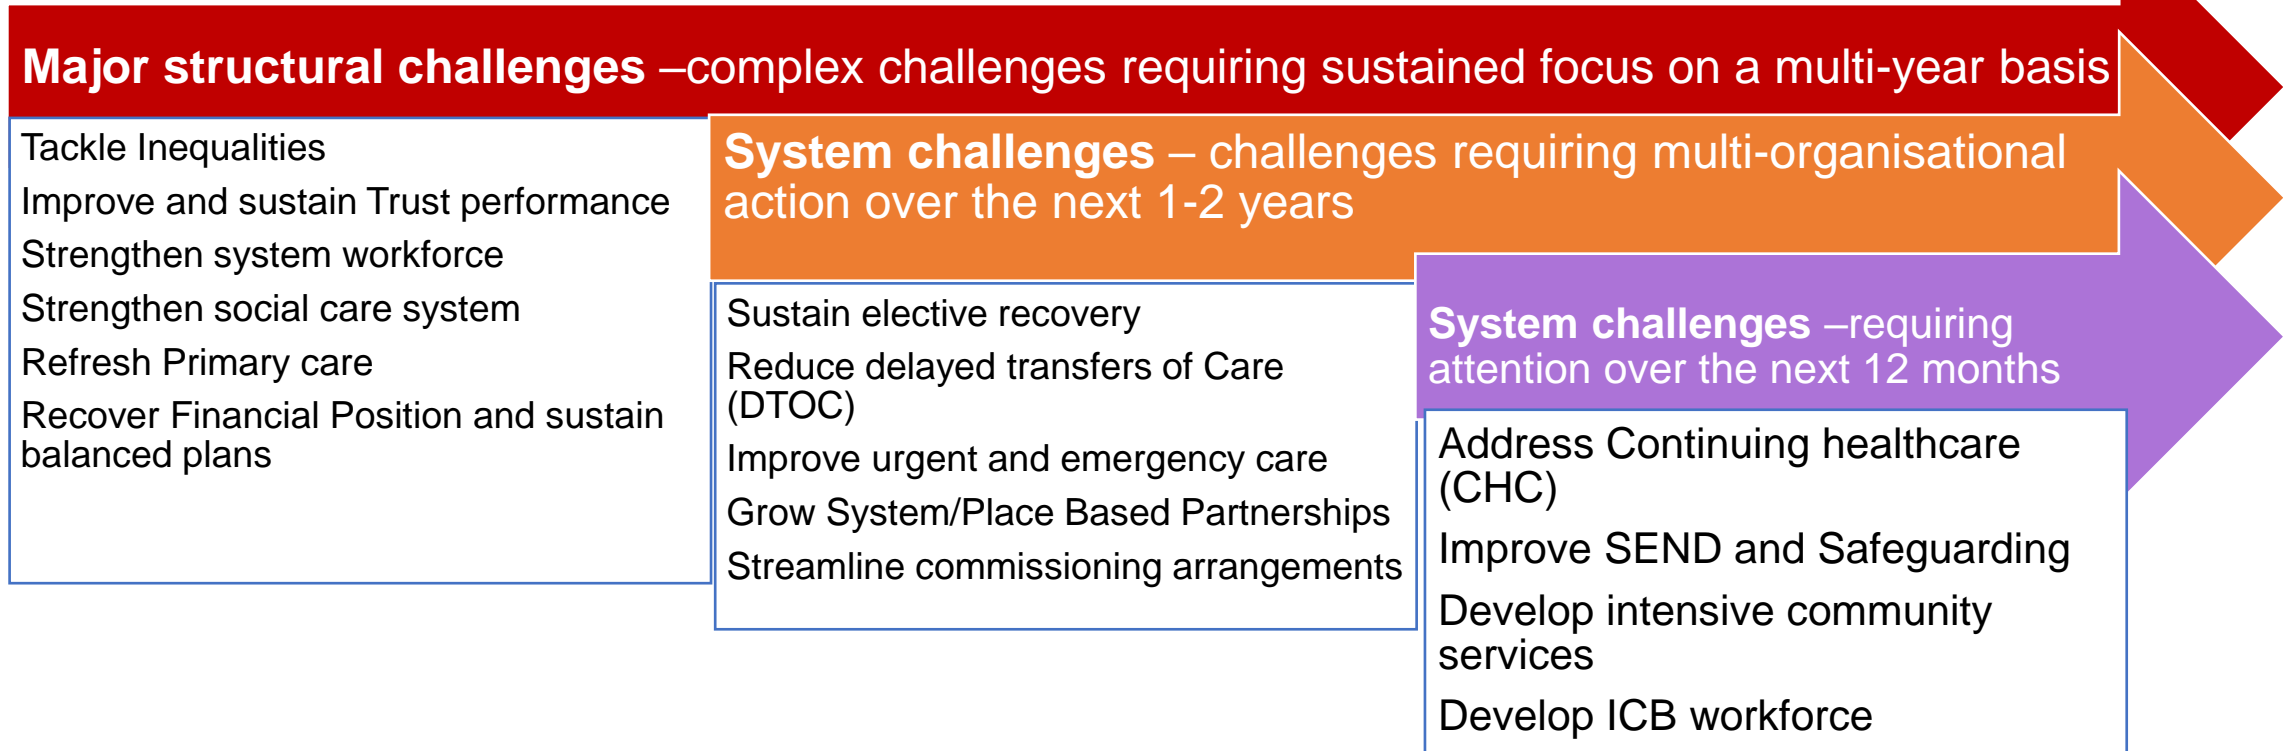 Major structural challenges –complex challenges requiring sustained focus on a multi-year basis
Tackle Inequalities
Improve and sustain Trust performance
Strengthen system workforce
Strengthen social care system
Refresh Primary care
Recover Financial Position and sustain
balanced plans
System challenges – challenges requiring multi-organisational
action over the next 1-2 years
Sustain elective recovery
Reduce delayed transfers of Care
(DTOC)
Improve urgent and emergency care
Grow System/Place Based Partnerships
Streamline commissioning arrangements
System challenges –requiring
attention over the next 12 months
Address Continuing healthcare
(CHC)
Improve SEND and Safeguarding
Develop intensive community
services
Develop ICB workforce